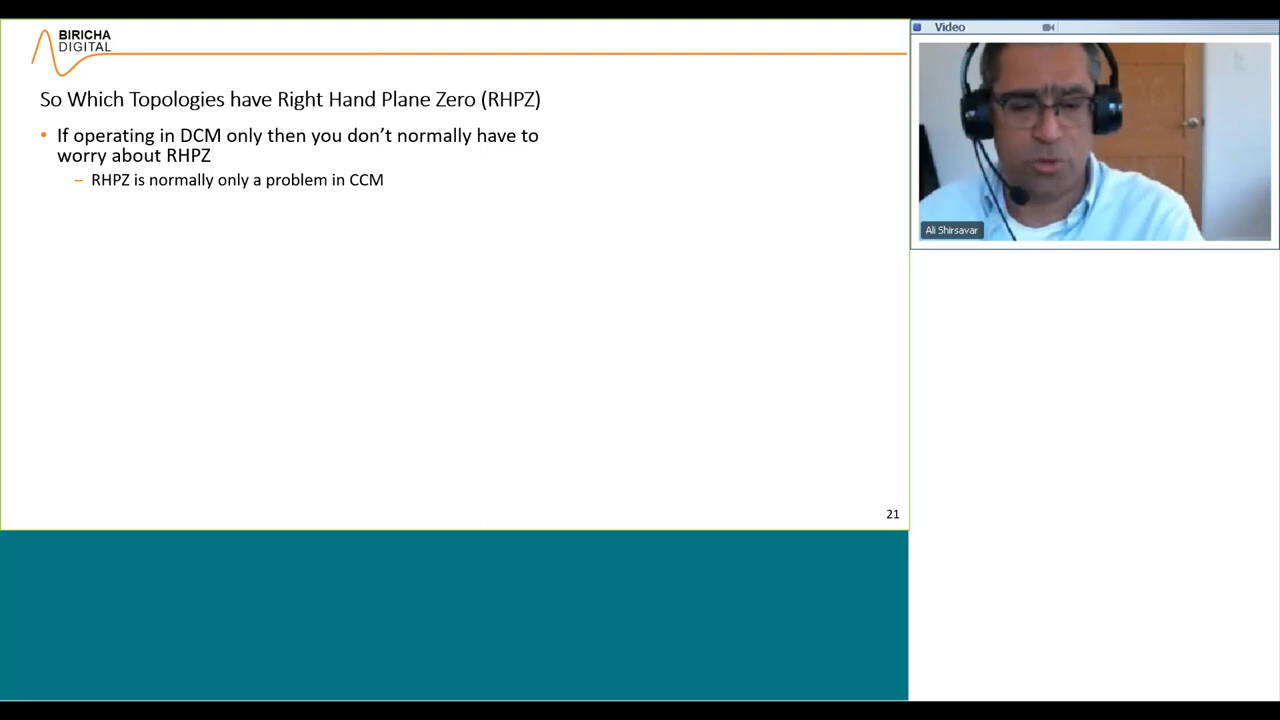 BIRICHA
DIGITAL
So Which Topologies have Right Hand Plane Zero (RHPZ)
• If operating in DCM only then you don't normally have to
worry about RHPZ
– RHPZ is normally only a problem in CCM
21
Video
Ali Shirsavar